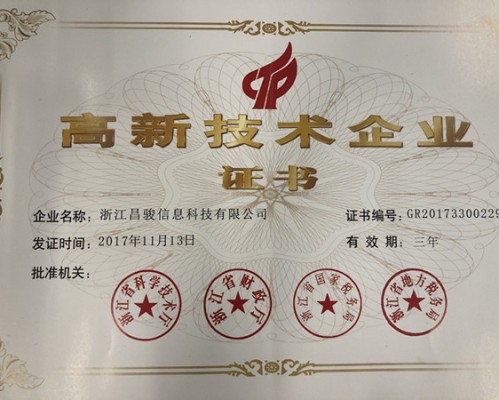 高新技术企业
证书
企业名称：浙江昌骏信息科技有限公司
证书编号：GR20173300229
发证时间：2017年11月13日
有 效 期：三年
批准机关：
浙江省科学技术厅
浙江省财政厅
浙江省国家税务局
浙江省地方税务局